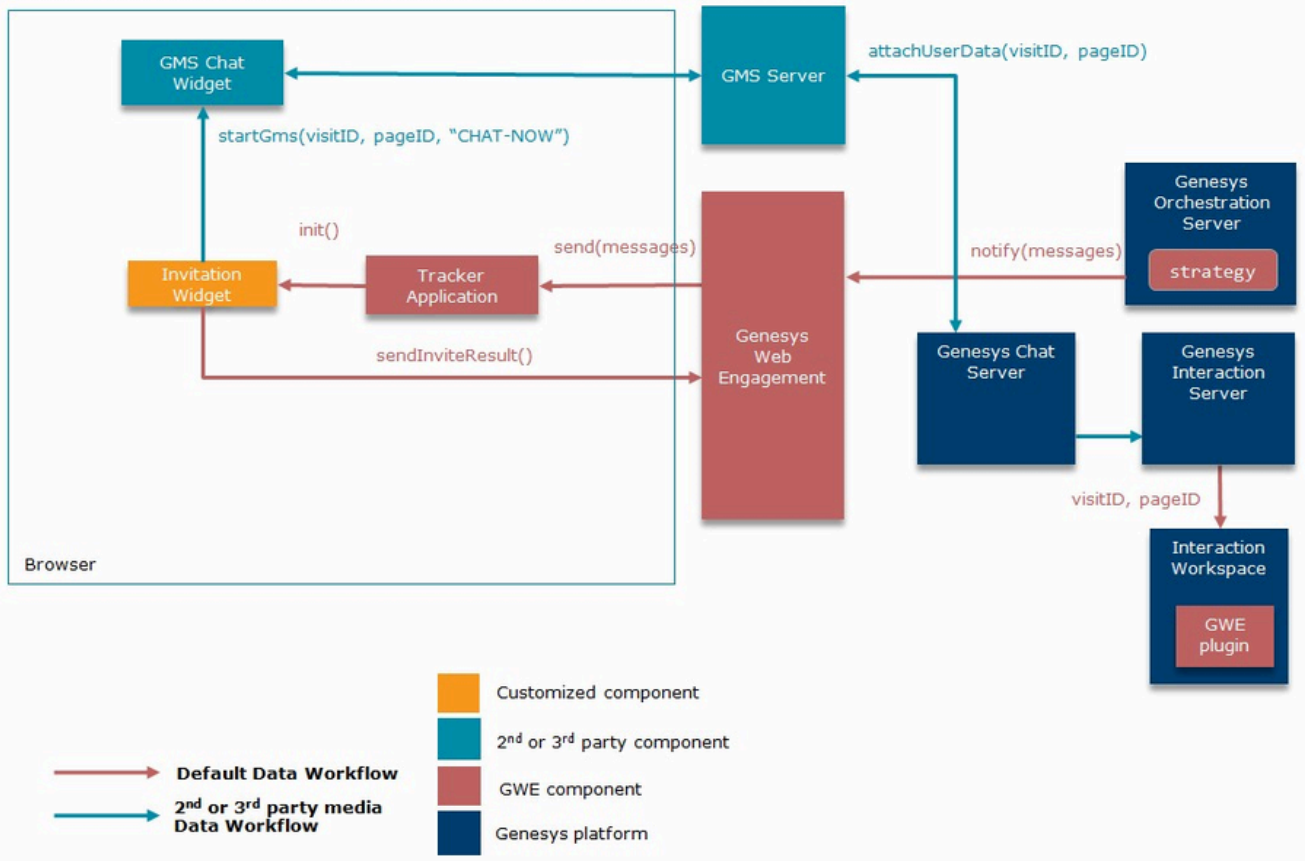 GMS Chat
Widget
GMS Server
attachUserData(visitID, pageID)
startGms(visitID, pageID, “CHAT-NOW”)
Genesys
Orchestration
Server
strategy
init()
send(messages)
notify(messages)
Invitation
Widget
Tracker
Application
Genesys
Web
Engagement
sendInviteResult()
Genesys Chat
Server
Genesys
Interaction
Server
visitID, pageID
Interaction
Workspace
GWE
plugin
Browser
Customized component
2nd or 3rd party component
GWE component
Genesys platform
Default Data Workflow
2nd or 3rd party media
Data Workflow